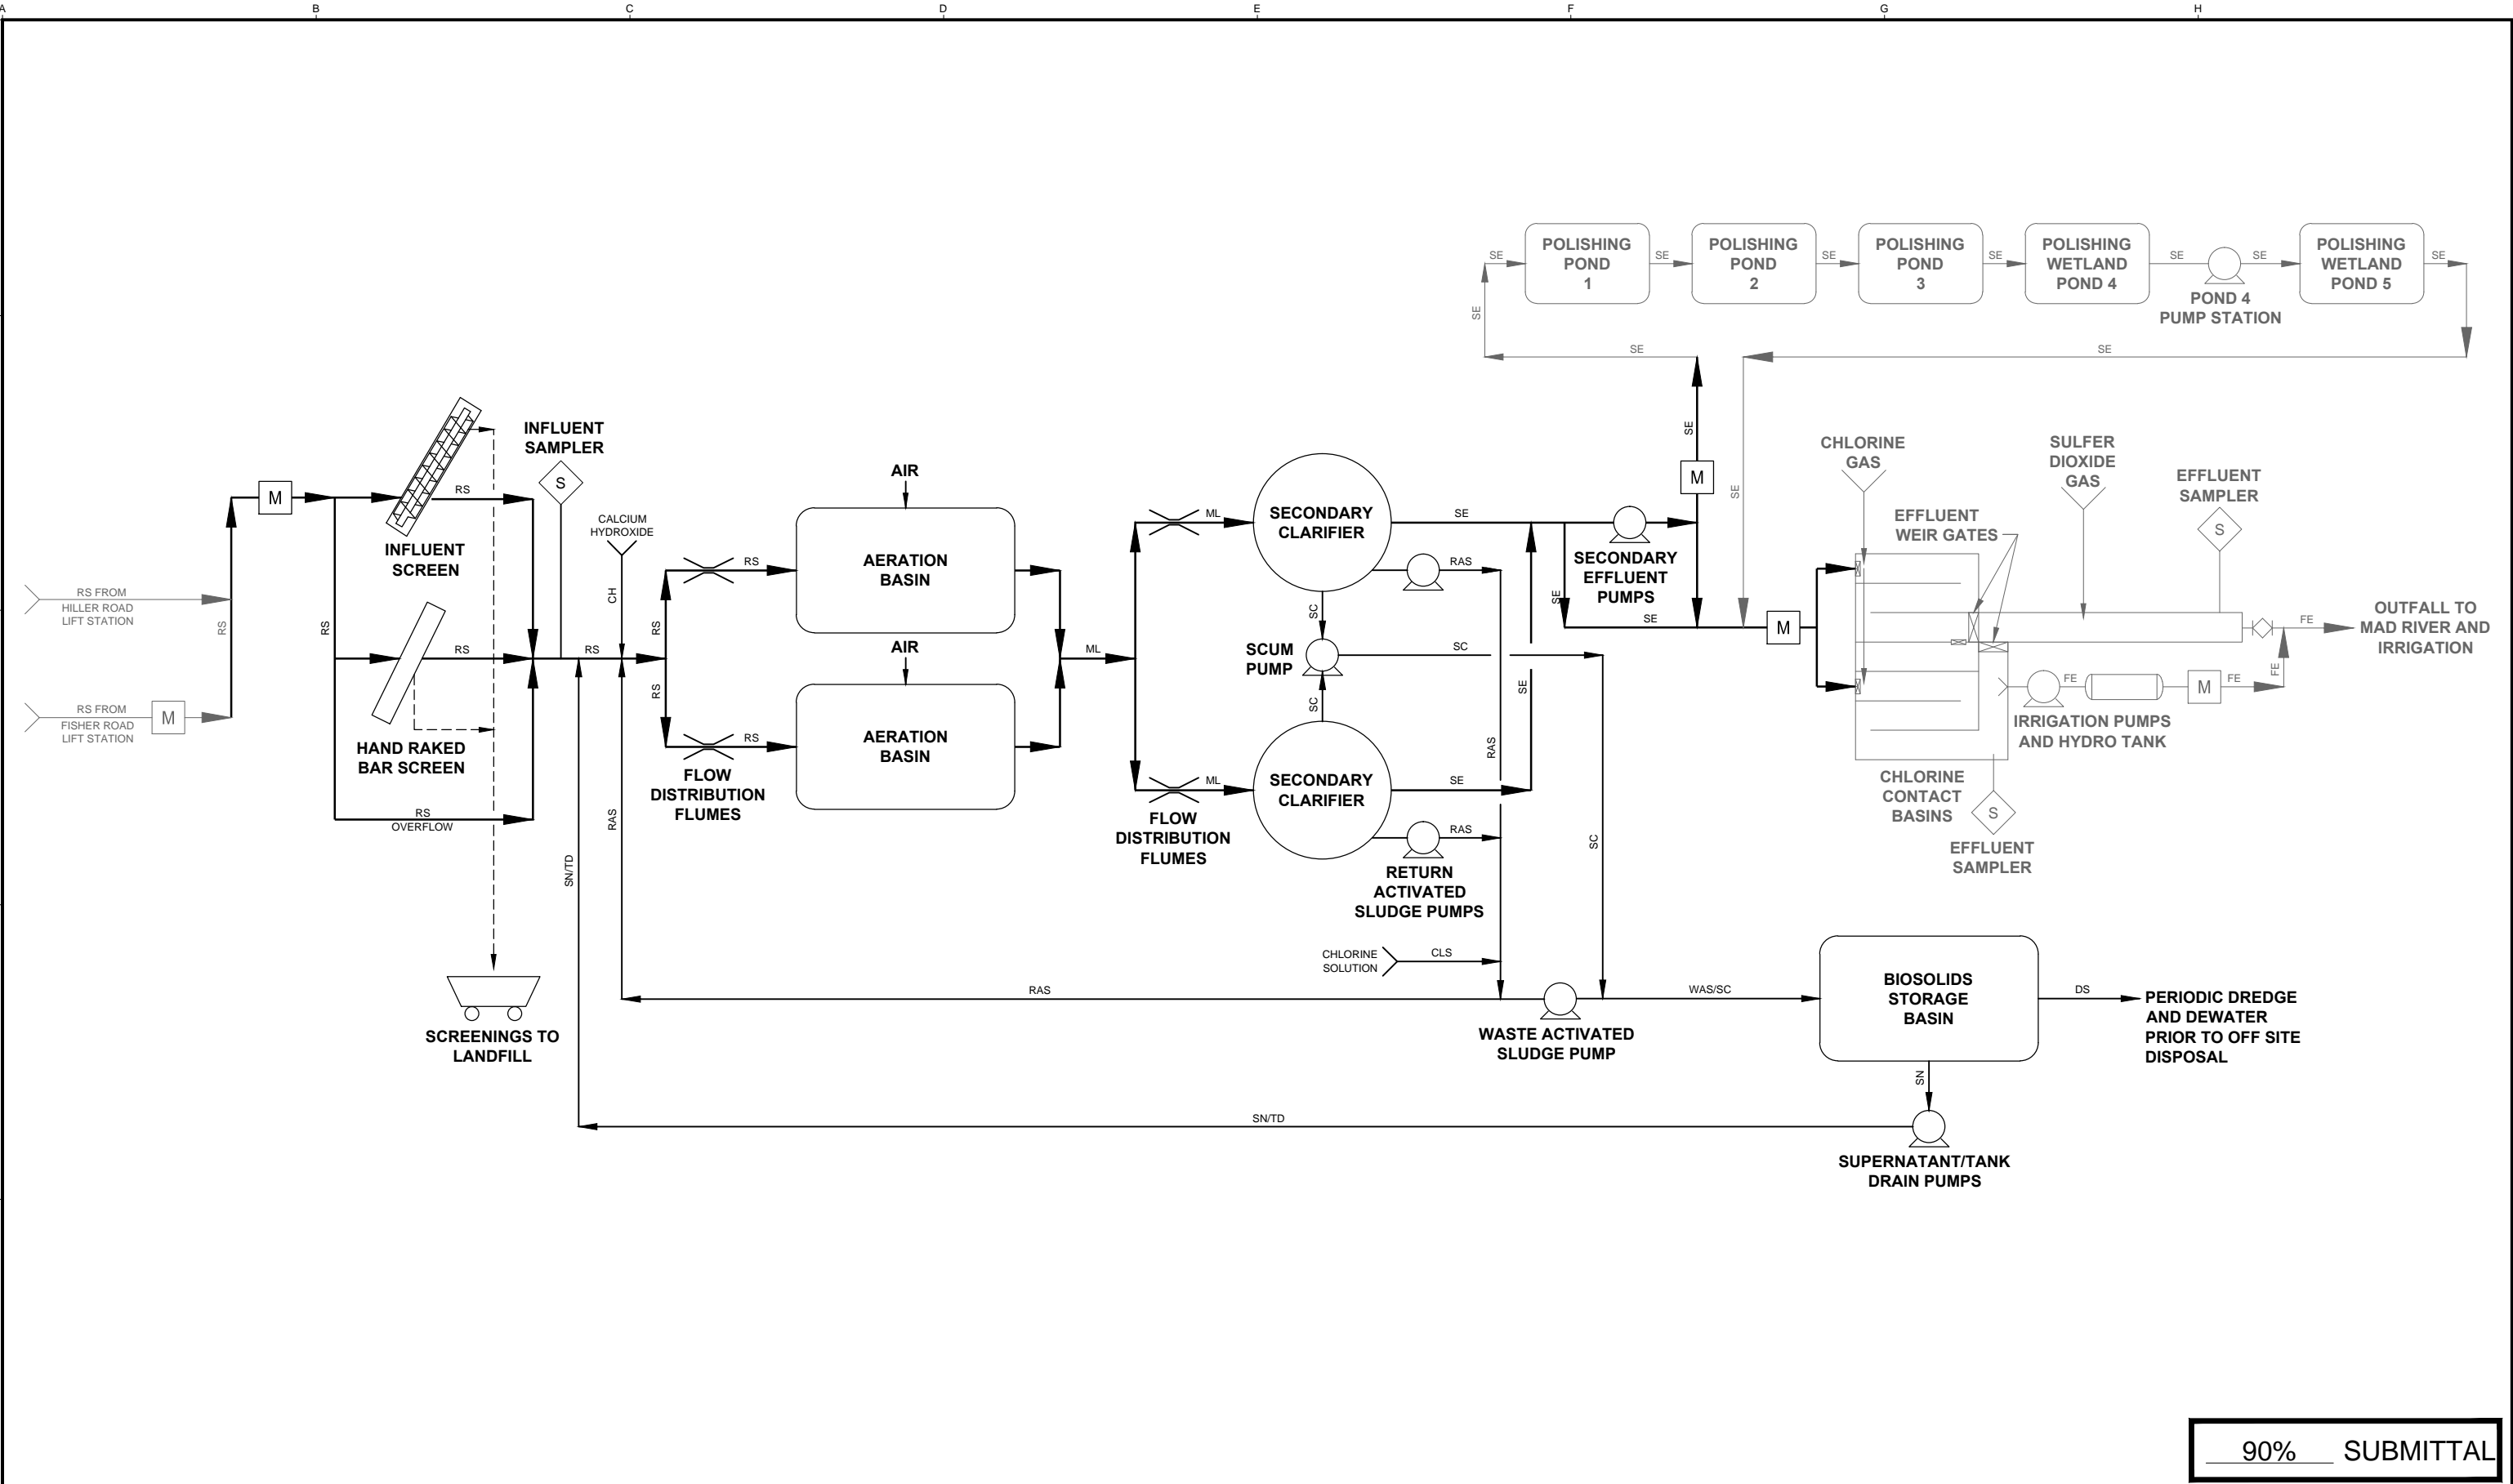 A
B
C
D
E
F
G
H
POLISHING
POND
1
POLISHING
POND
2
POLISHING
POND
3
POLISHING
WETLAND
POND 4
POLISHING
WETLAND
POND 5
SE
SE
SE
SE
SE
SE
SE
SE
POND 4
PUMP STATION
SE
SE
SE
SE
M
SE
INFLUENT
SAMPLER
S
M
RS
INFLUENT
SCREEN
RS FROM
HILLER ROAD
LIFT STATION
RS
RS FROM
FISHER ROAD
LIFT STATION
M
RS
RS
HAND RAKED
BAR SCREEN
RS
OVERFLOW
SCREENINGS TO
LANDFILL
CALCIUM
HYDROXIDE
CH
RS
RS
RS
RS
RS
FLOW
DISTRIBUTION
FLUMES
RAS
SN/TD
AIR
AERATION
BASIN
AIR
AERATION
BASIN
ML
ML
ML
FLOW
DISTRIBUTION
FLUMES
SECONDARY
CLARIFIER
SE
RAS
SC
SCUM
PUMP
SC
SC
SECONDARY
CLARIFIER
SE
SE
RAS
RAS
RETURN
ACTIVATED
SLUDGE PUMPS
SC
SECONDARY
EFFLUENT
PUMPS
SE
SE
M
CHLORINE
GAS
SULFER
DIOXIDE
GAS
EFFLUENT
SAMPLER
S
EFFLUENT
WEIR GATES
FE
OUTFALL TO
MAD RIVER AND
IRRIGATION
FE
FE
M
FE
IRRIGATION PUMPS
AND HYDRO TANK
CHLORINE
CONTACT
BASINS
S
EFFLUENT
SAMPLER
CHLORINE
SOLUTION
CLS
RAS
WASTE ACTIVATED
SLUDGE PUMP
WAS/SC
BIOSOLIDS
STORAGE
BASIN
DS
PERIODIC DREDGE
AND DEWATER
PRIOR TO OFF SITE
DISPOSAL
SN
SN/TD
SUPERNATANT/TANK
DRAIN PUMPS
90% SUBMITTAL